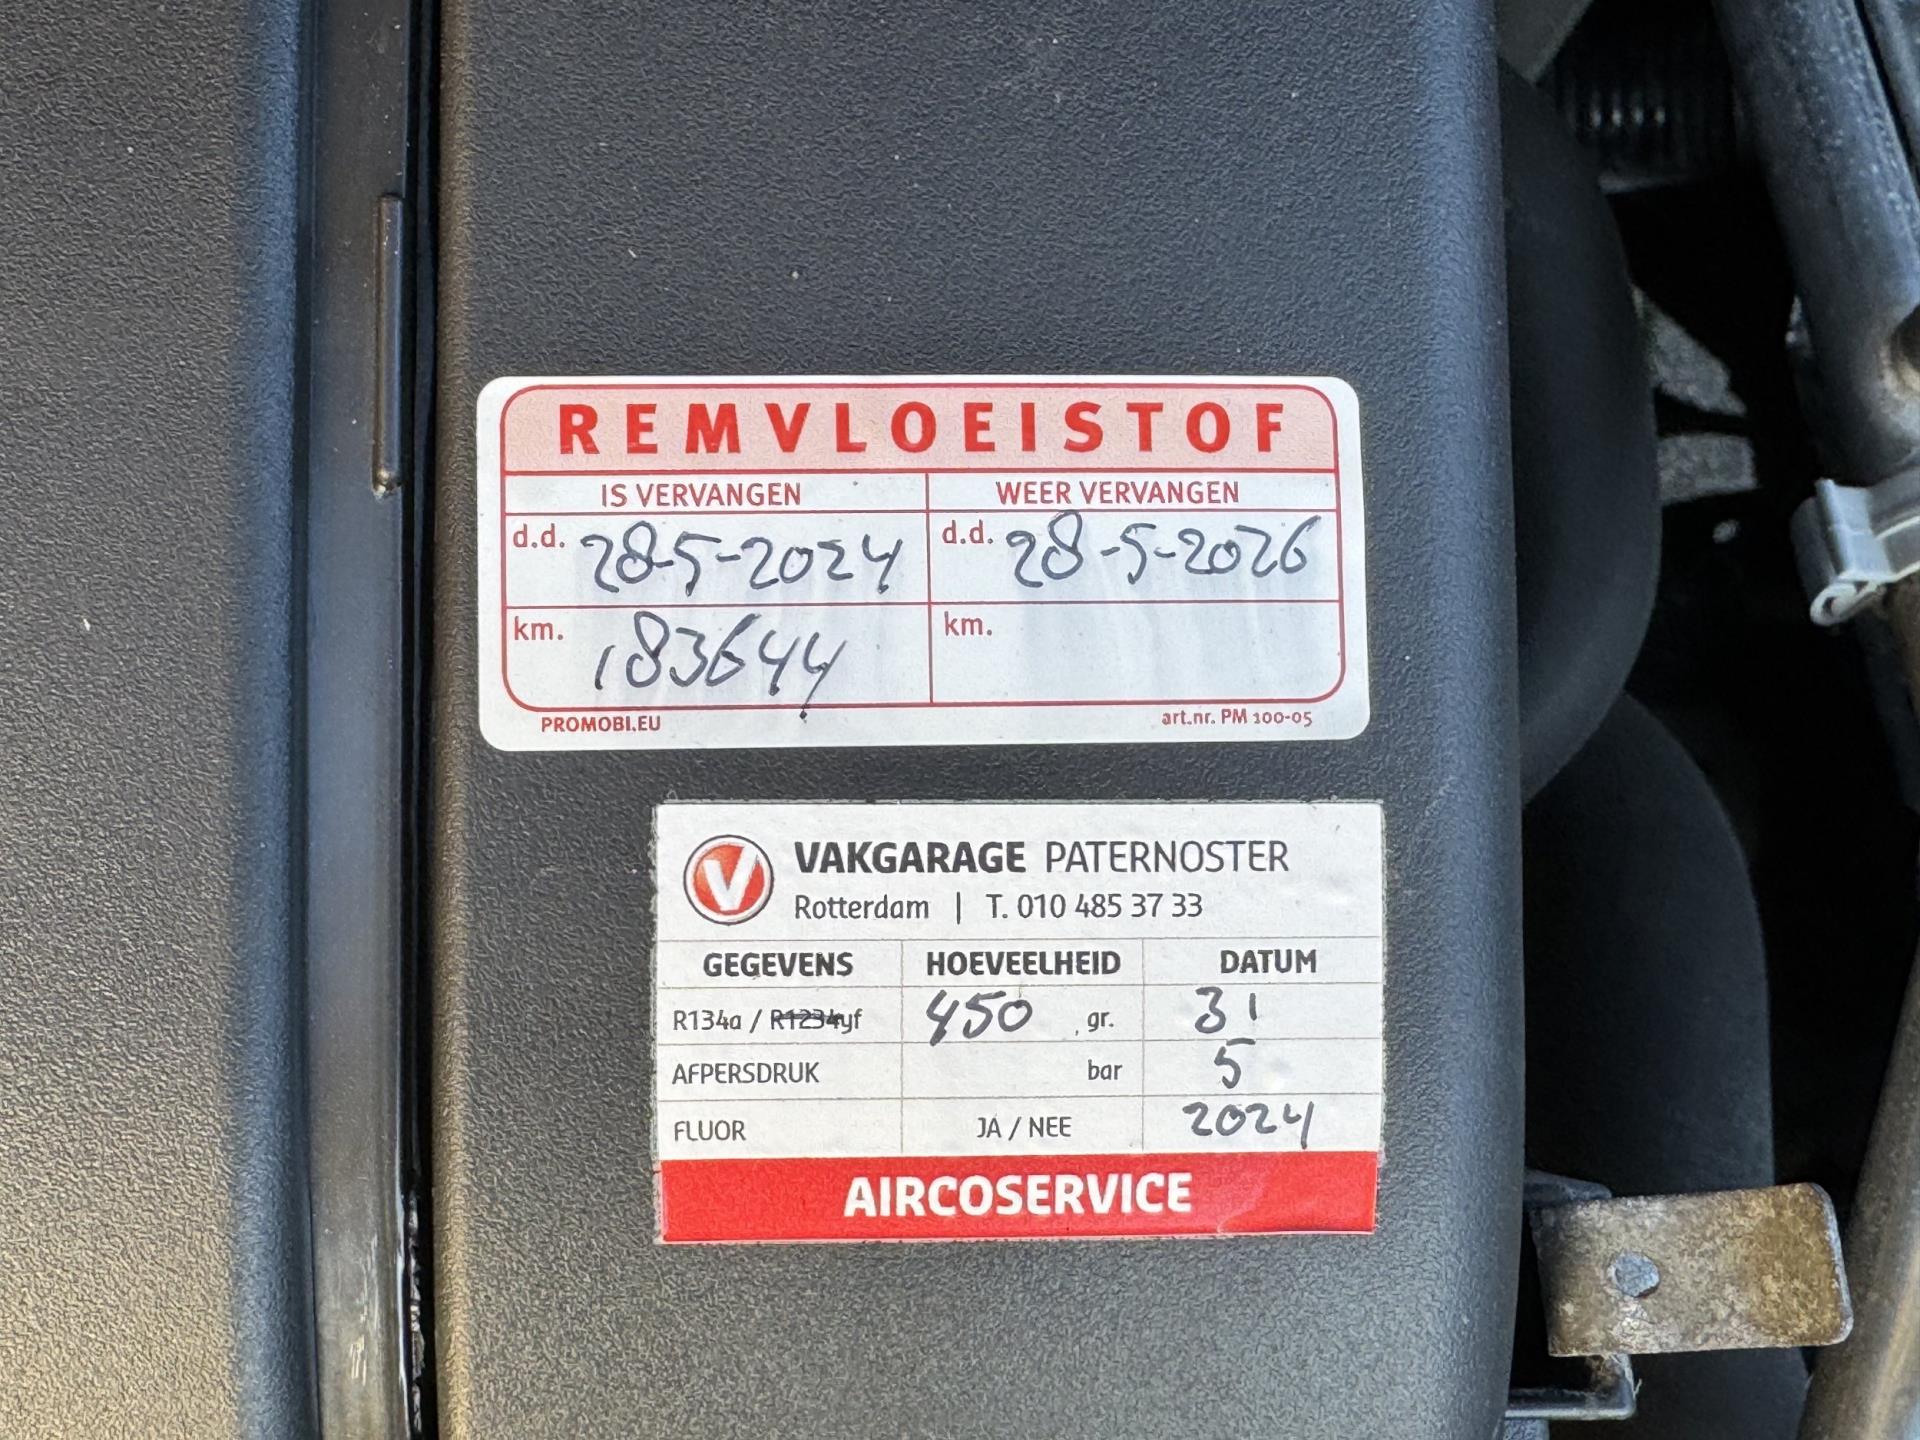 REMVLOEISTOF
IS VERVANGEN WEER VERVANGEN
d.d. 28-5-2024 d.d. 28-5-2026
km. 183644 km.
PROMOBI.EU art.nr. PM 100-05
V VAKGARAGE PATERNOSTER
Rotterdam | T. 010 485 37 33
GEGEVENS HOEVEELHEID DATUM
R134a / R1234yf 450 gr. 31
AFPERSDRUK bar 5
FLUOR JA / NEE 2024
AIRCOSERVICE